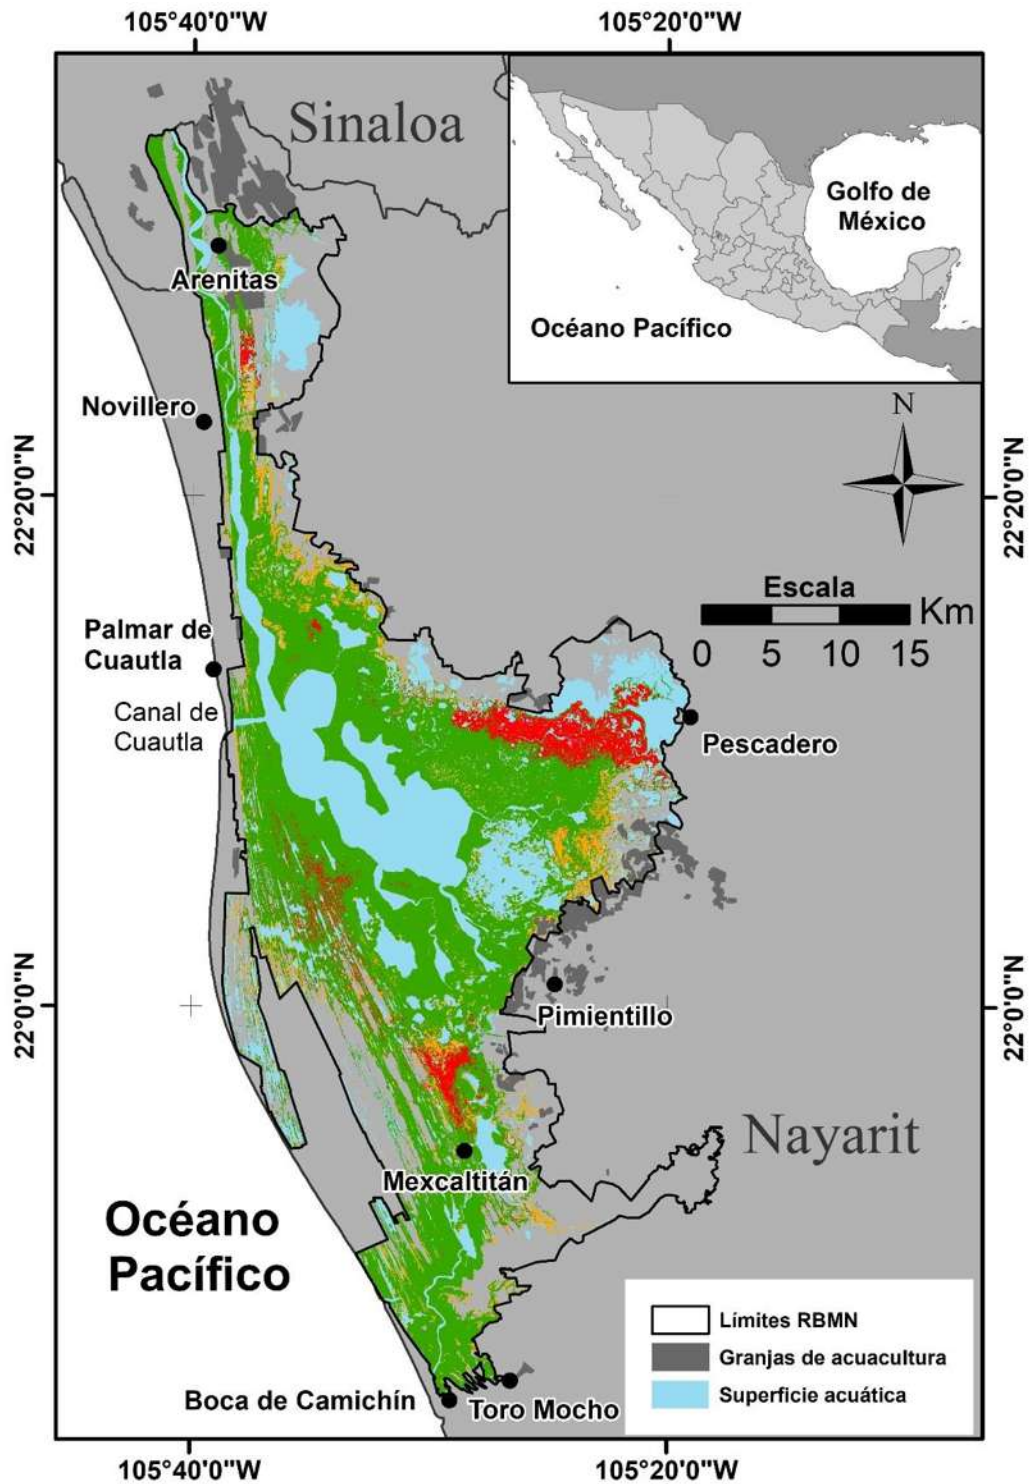 105°40'0"W
105°20'0"W
Sinaloa
Golfo de
México
Océano Pacífico
Arenitas
Novillero
N
22°20'0"N
22°20'0"N
Escala
Km
0 5 10 15
Palmar de
Cuautla
Canal de
Cuautla
Pescadero
22°0'0"N
22°0'0"N
Pimientillo
Nayarit
Mexcaltitán
Océano
Pacífico
Límites RBMN
Granjas de acuacultura
Superficie acuática
Boca de Camichín
Toro Mocho
105°40'0"W
105°20'0"W